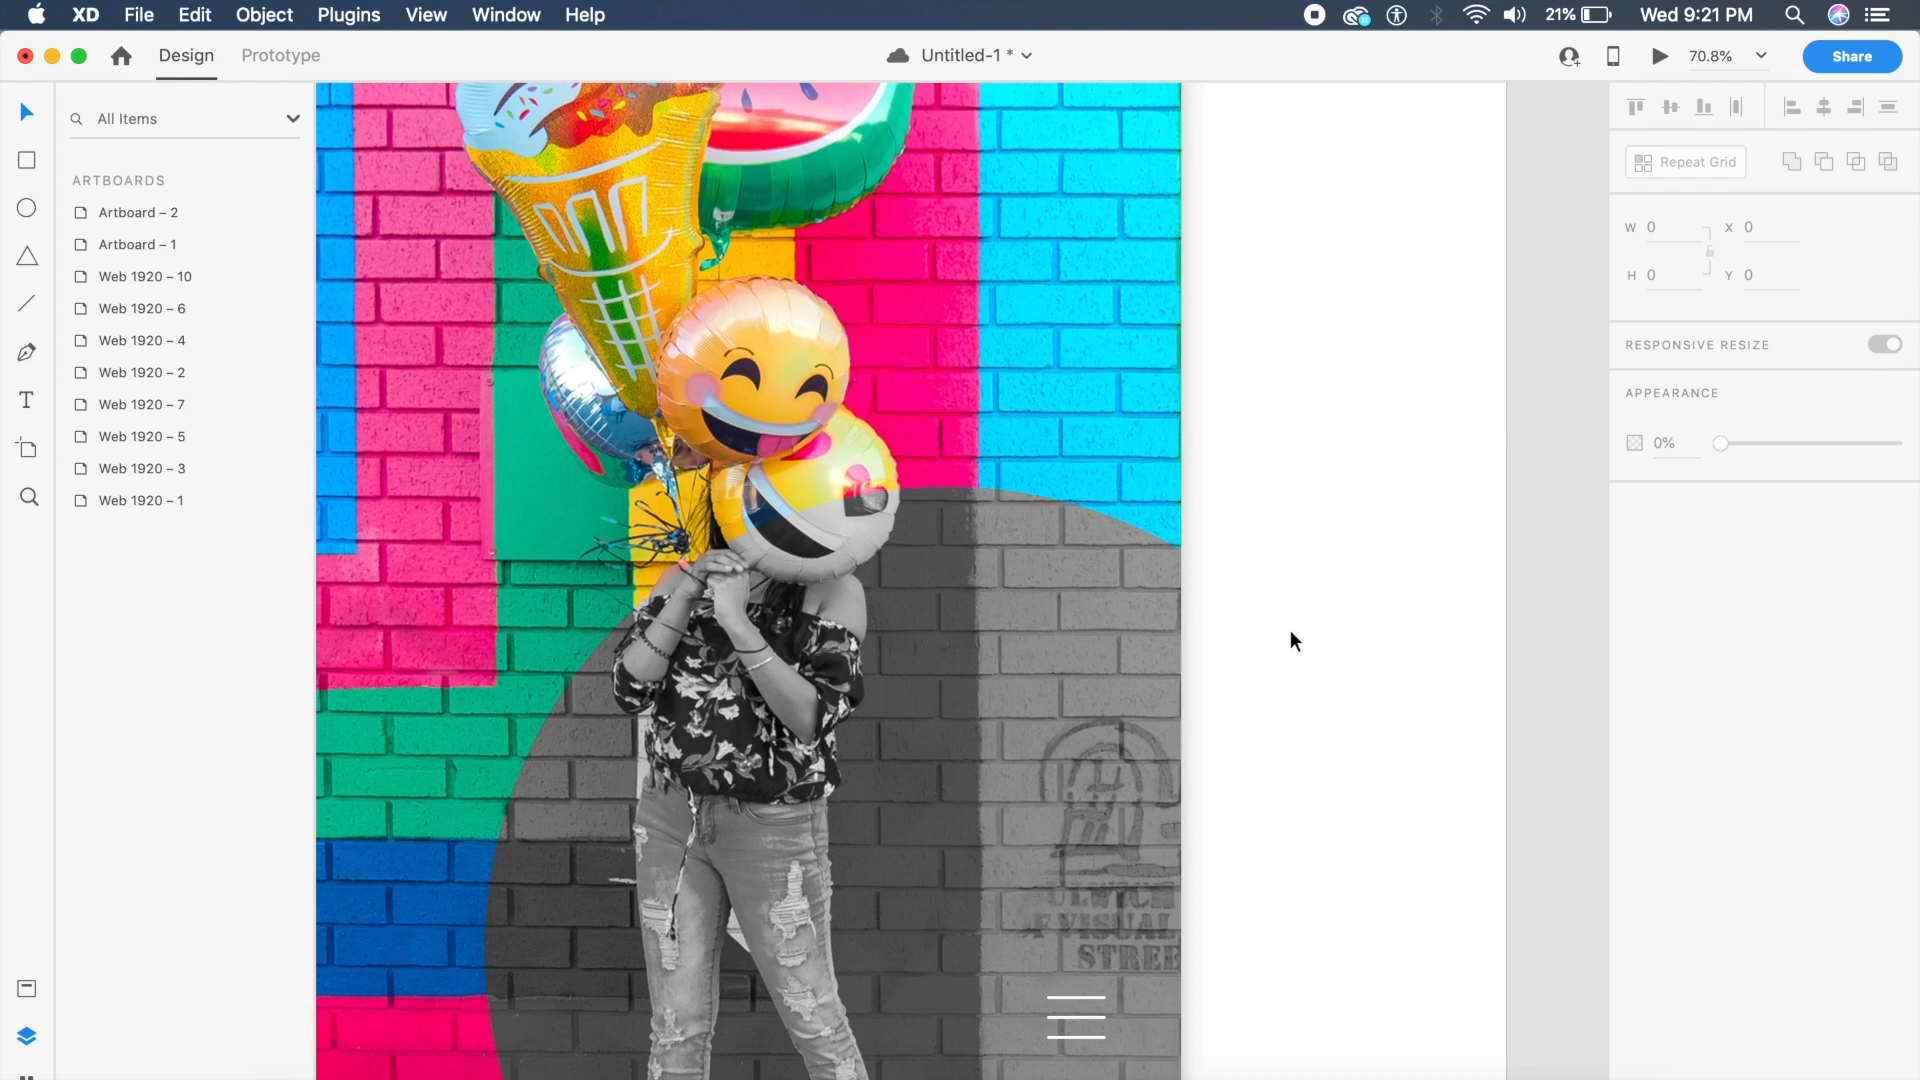 XD File Edit Object Plugins View Window Help 21% Wed 9:21 PM
Design Prototype Untitled-1 * 70.8% Share
All Items
ARTBOARDS
Artboard – 2
Artboard – 1
Web 1920 – 10
Web 1920 – 6
Web 1920 – 4
Web 1920 – 2
Web 1920 – 7
Web 1920 – 5
Web 1920 – 3
Web 1920 – 1
Repeat Grid
W 0 X 0
H 0 Y 0
RESPONSIVE RESIZE
APPEARANCE
0%
F VISUAL
STREE